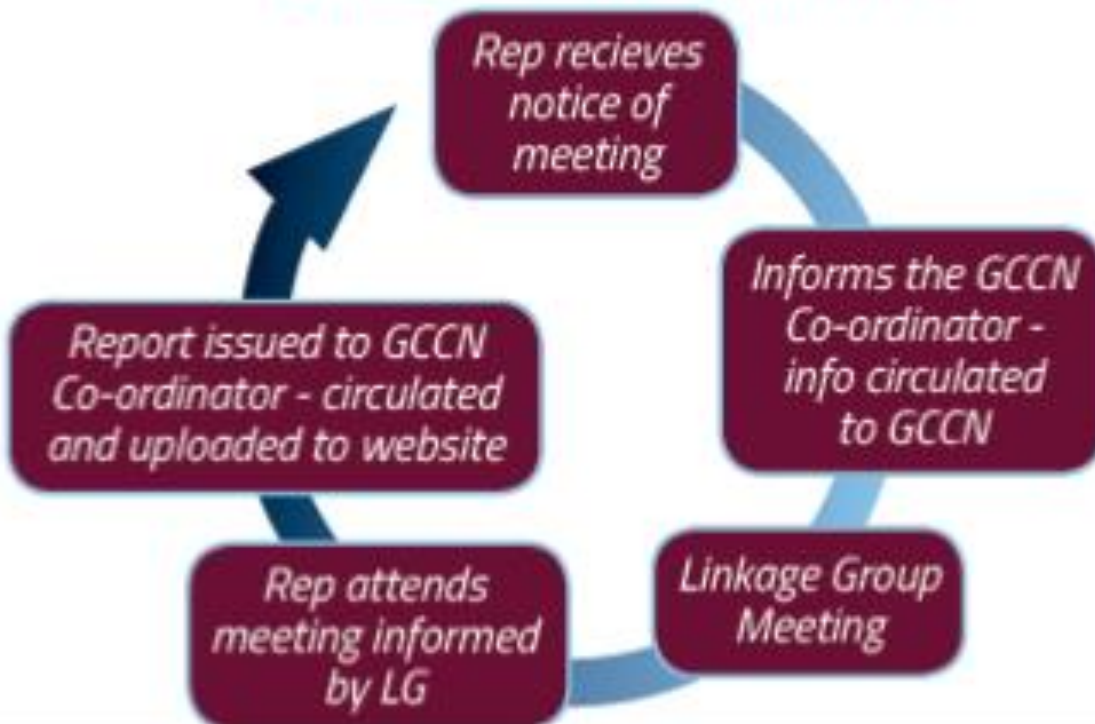 Rep recieves
notice of
meeting
Informs the GCCN
Co-ordinator -
info circulated
to GCCN
Linkage Group
Meeting
Rep attends
meeting informed
by LG
Report issued to GCCN
Co-ordinator - circulated
and uploaded to website